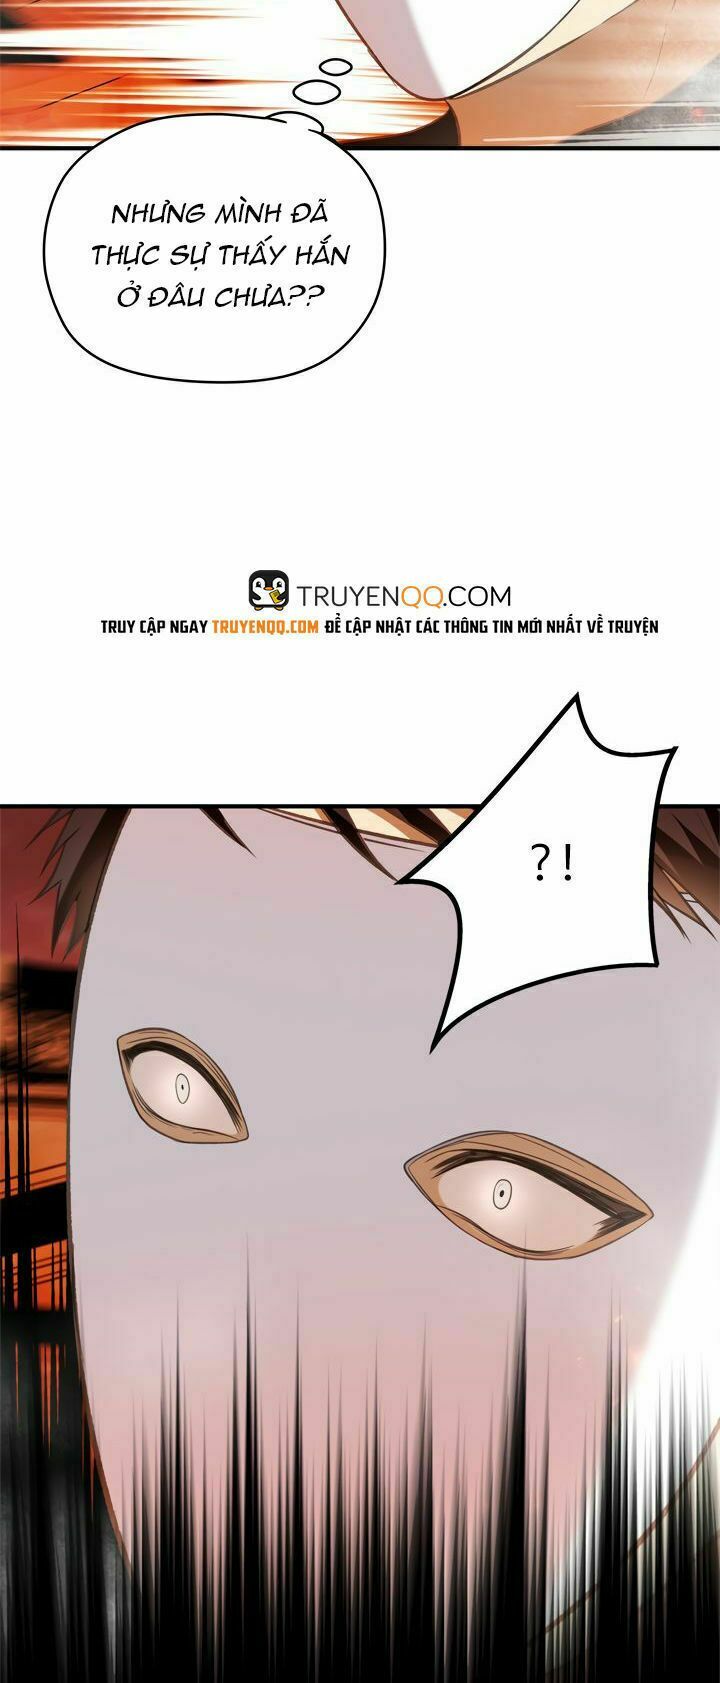 NHƯNG MÌNH ĐÃ
THỰC SỰ THẤY HẮN
Ở ĐÂU CHƯA??
TRUYENQQ.COM
TRUY CẬP NGAY TRUYENQQ.COM ĐỂ CẬP NHẬT CÁC THÔNG TIN MỚI NHẤT VỀ TRUYỆN
?!